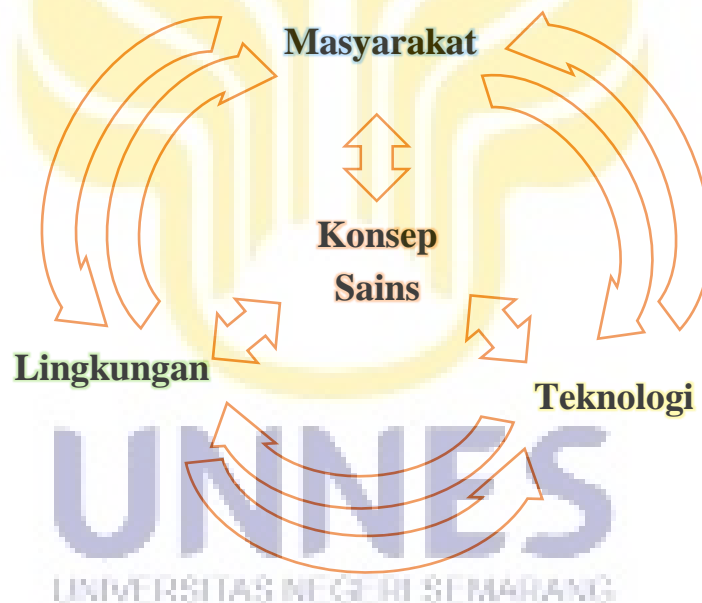 Masyarakat
Konsep
Sains
Lingkungan
Teknologi
UNNES
UNIVERSITAS NEGERI SEMARANG